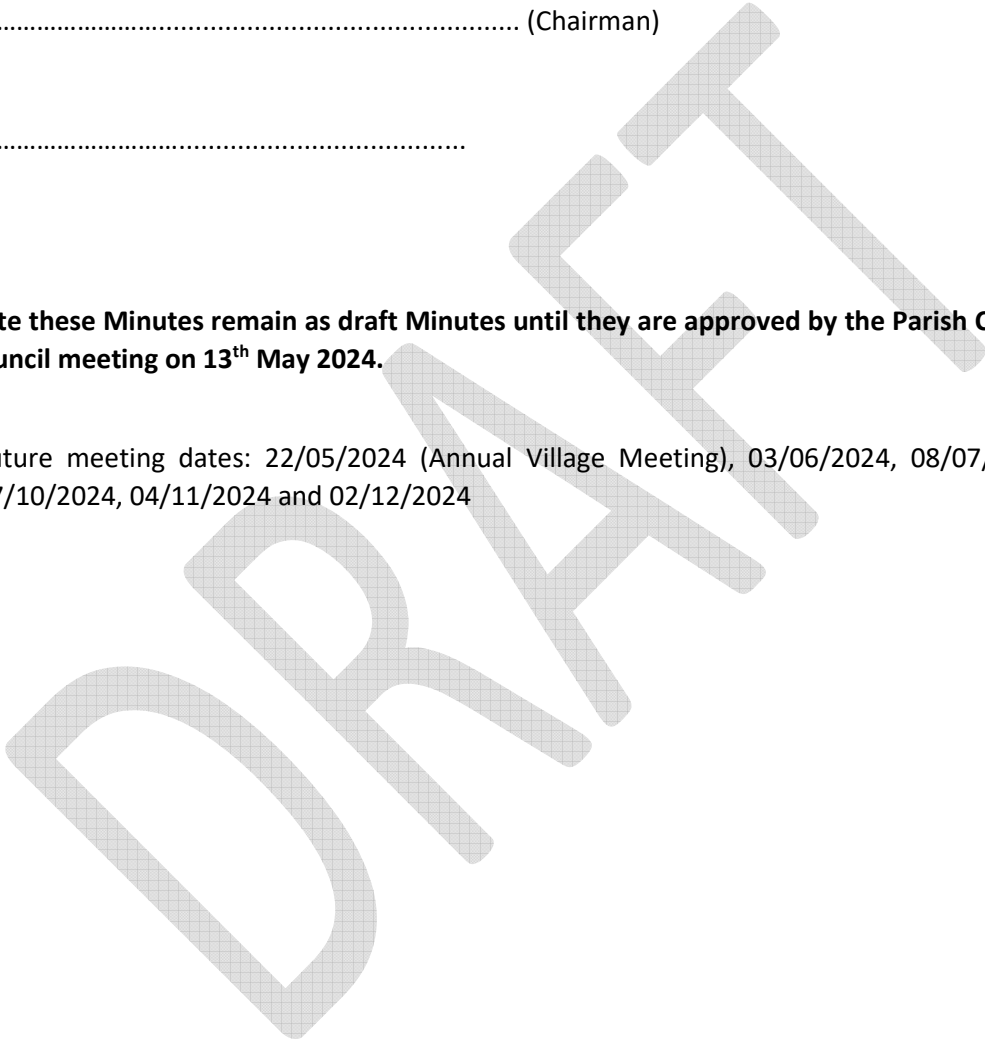 ................................................................ (Chairman)
................................................................
te these Minutes remain as draft Minutes until they are approved by the Parish
uncil meeting on 13th May 2024.
uture meeting dates: 22/05/2024 (Annual Village Meeting), 03/06/2024, 08/07/
7/10/2024, 04/11/2024 and 02/12/2024
DRAFT